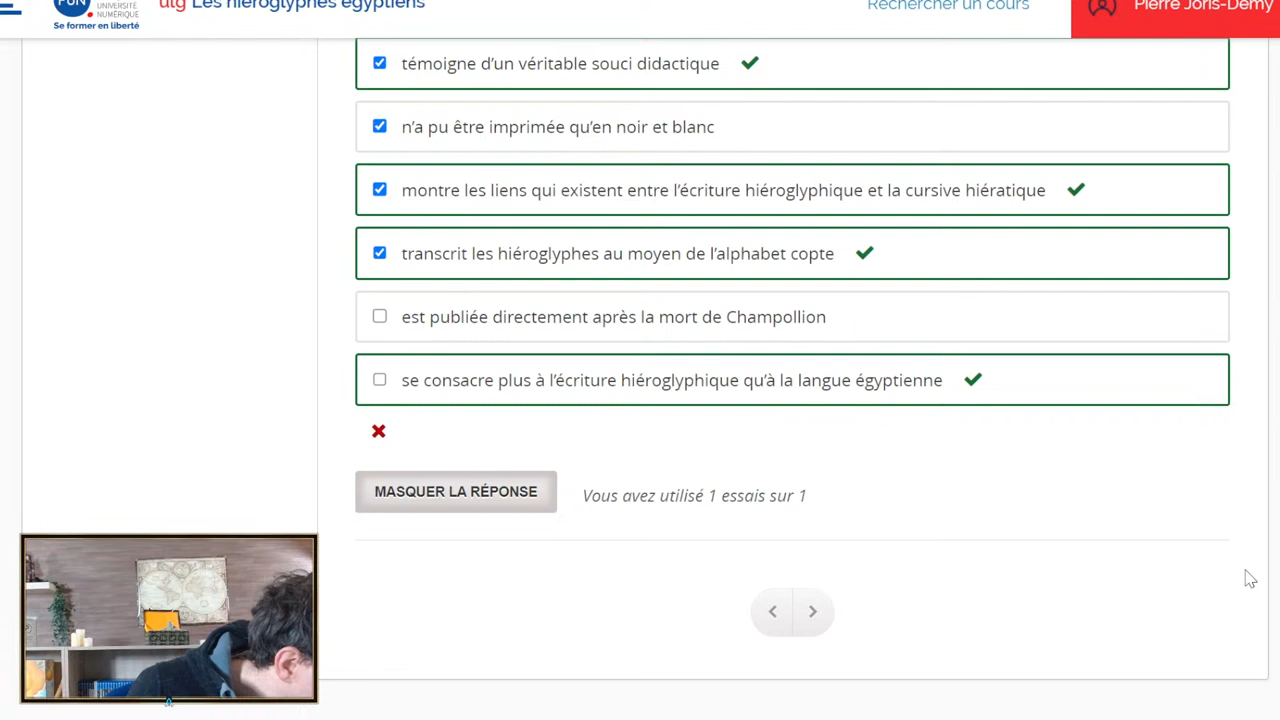 FUN UNIVERSITÉ
NUMÉRIQUE
Se former en liberté
ulg Les hiéroglyphes égyptiens
Rechercher un cours
Pierre Joris-Demy
témoigne d’un véritable souci didactique
n’a pu être imprimée qu’en noir et blanc
montre les liens qui existent entre l’écriture hiéroglyphique et la cursive hiératique
transcrit les hiéroglyphes au moyen de l’alphabet copte
est publiée directement après la mort de Champollion
se consacre plus à l’écriture hiéroglyphique qu’à la langue égyptienne
MASQUER LA RÉPONSE
Vous avez utilisé 1 essais sur 1